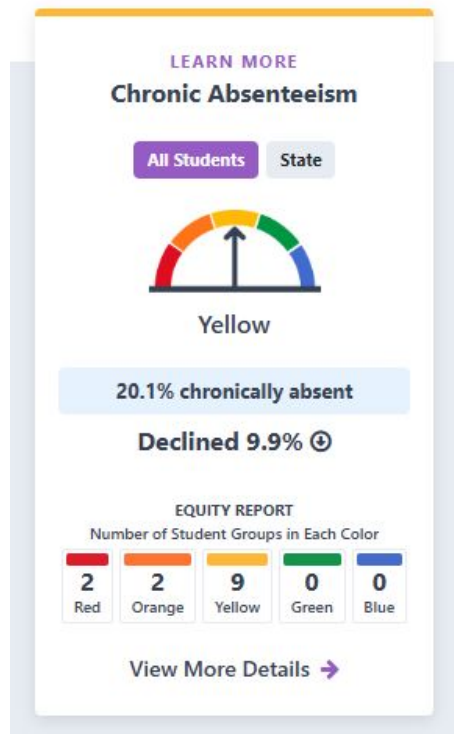 LEARN MORE
Chronic Absenteeism
All Students State
Yellow
20.1% chronically absent
Declined 9.9%
EQUITY REPORT
Number of Student Groups in Each Color
2 2 9 0 0
Red Orange Yellow Green Blue
View More Details